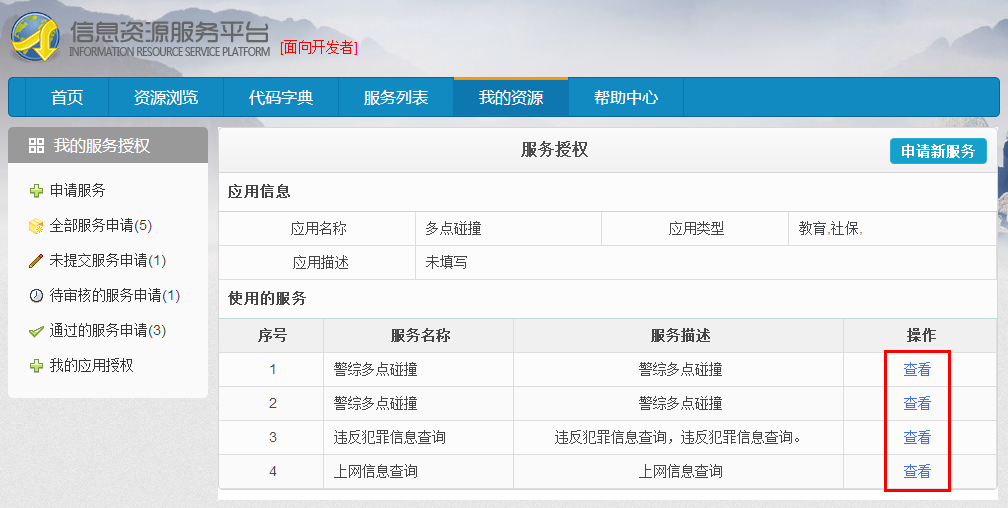 信息资源服务平台
INFORMATION RESOURCE SERVICE PLATFORM [面向开发者]
首页 资源浏览 代码字典 服务列表 我的资源 帮助中心
我的服务授权
申请服务
全部服务申请(5)
未提交服务申请(1)
待审核的服务申请(1)
通过的服务申请(3)
我的应用授权
服务授权 申请新服务
应用信息
应用名称 多点碰撞 应用类型 教育,社保,
应用描述 未填写
使用的服务
序号 服务名称 服务描述 操作
1 警综多点碰撞 警综多点碰撞 查看
2 警综多点碰撞 警综多点碰撞 查看
3 违反犯罪信息查询 违反犯罪信息查询，违反犯罪信息查询。 查看
4 上网信息查询 上网信息查询 查看